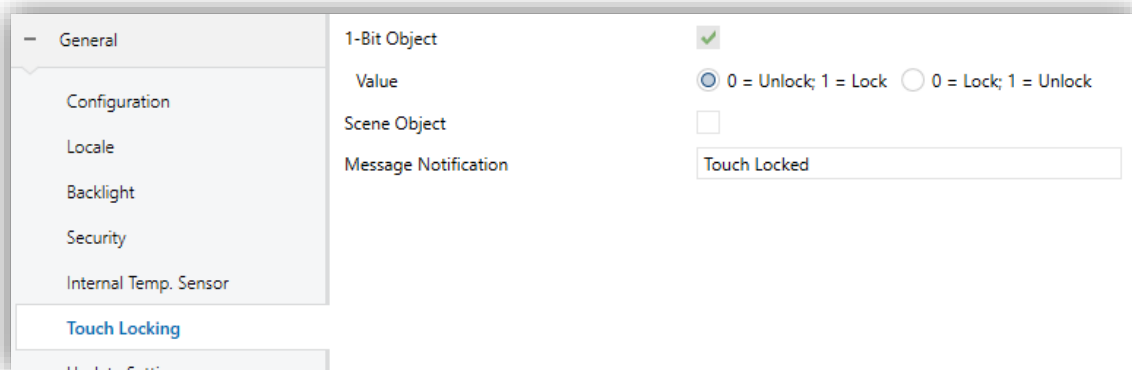 General
Configuration
Locale
Backlight
Security
Internal Temp. Sensor
Touch Locking
1-Bit Object
Value
0 = Unlock; 1 = Lock
0 = Lock; 1 = Unlock
Scene Object
Message Notification
Touch Locked